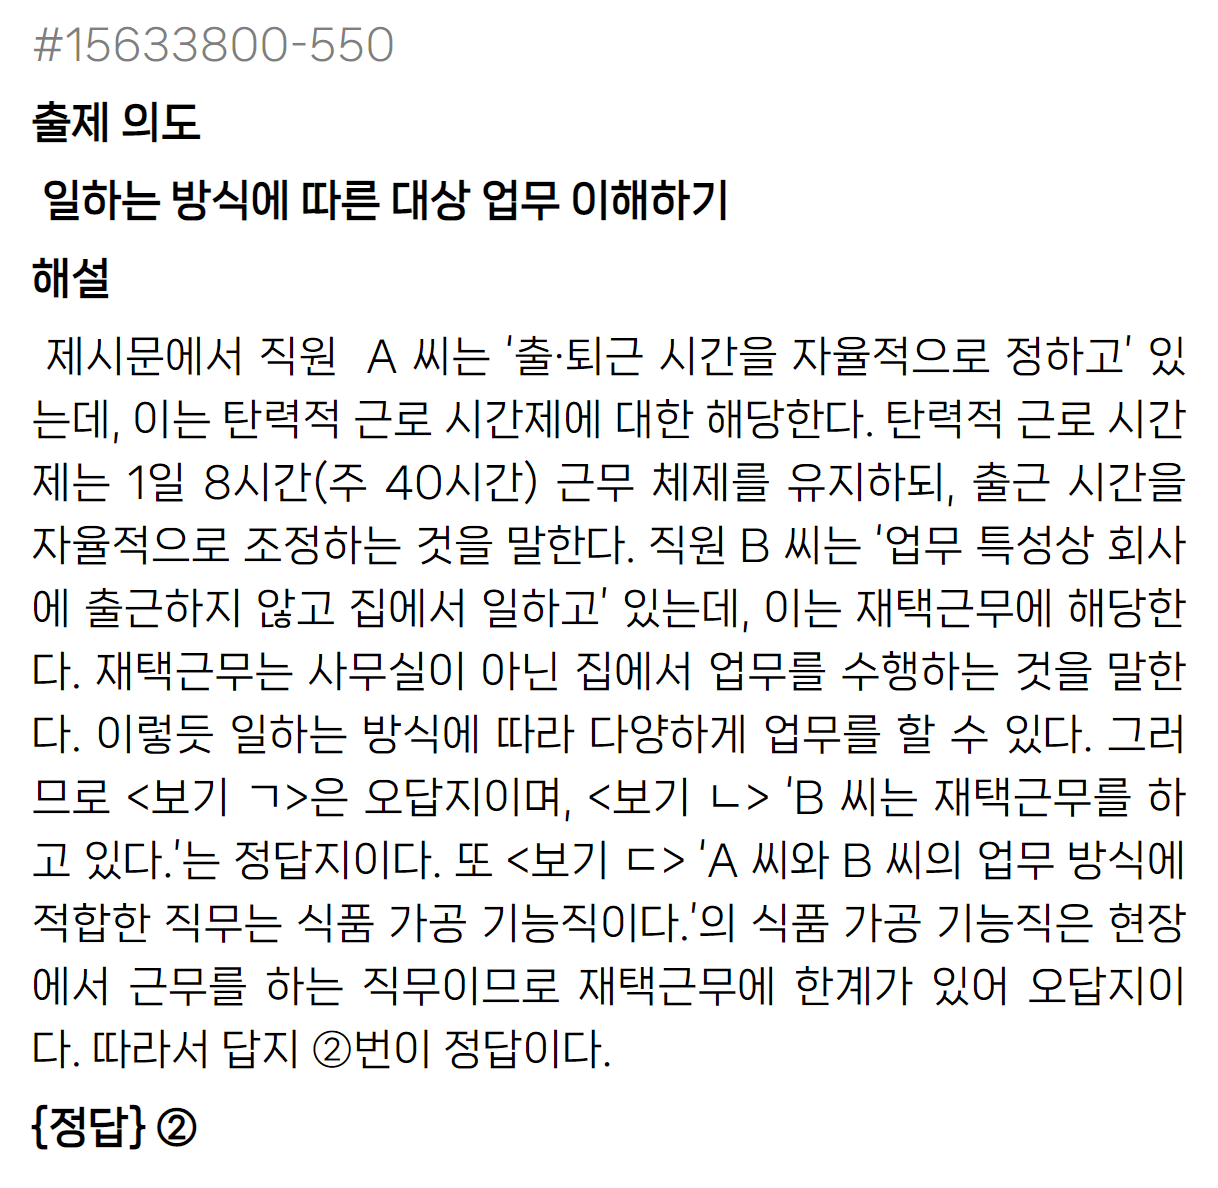 #15633800-550
출제 의도
일하는 방식에 따른 대상 업무 이해하기
해설
제시문에서 직원 A 씨는 '출·퇴근 시간을 자율적으로 정하고' 있
는데, 이는 탄력적 근로 시간제에 대한 해당한다. 탄력적 근로 시간
제는 1일 8시간(주 40시간) 근무 체제를 유지하되, 출근 시간을
자율적으로 조정하는 것을 말한다. 직원 B 씨는 '업무 특성상 회사
에 출근하지 않고 집에서 일하고' 있는데, 이는 재택근무에 해당한
다. 재택근무는 사무실이 아닌 집에서 업무를 수행하는 것을 말한
다. 이렇듯 일하는 방식에 따라 다양하게 업무를 할 수 있다. 그러
므로 <보기 ㄱ>은 오답지이며, <보기 ㄴ> 'B 씨는 재택근무를 하
고 있다.'는 정답지이다. 또 <보기 ㄷ> 'A 씨와 B 씨의 업무 방식에
적합한 직무는 식품 가공 기능직이다.'의 식품 가공 기능직은 현장
에서 근무를 하는 직무이므로 재택근무에 한계가 있어 오답지이
다. 따라서 답지 ②번이 정답이다.
{정답} ②